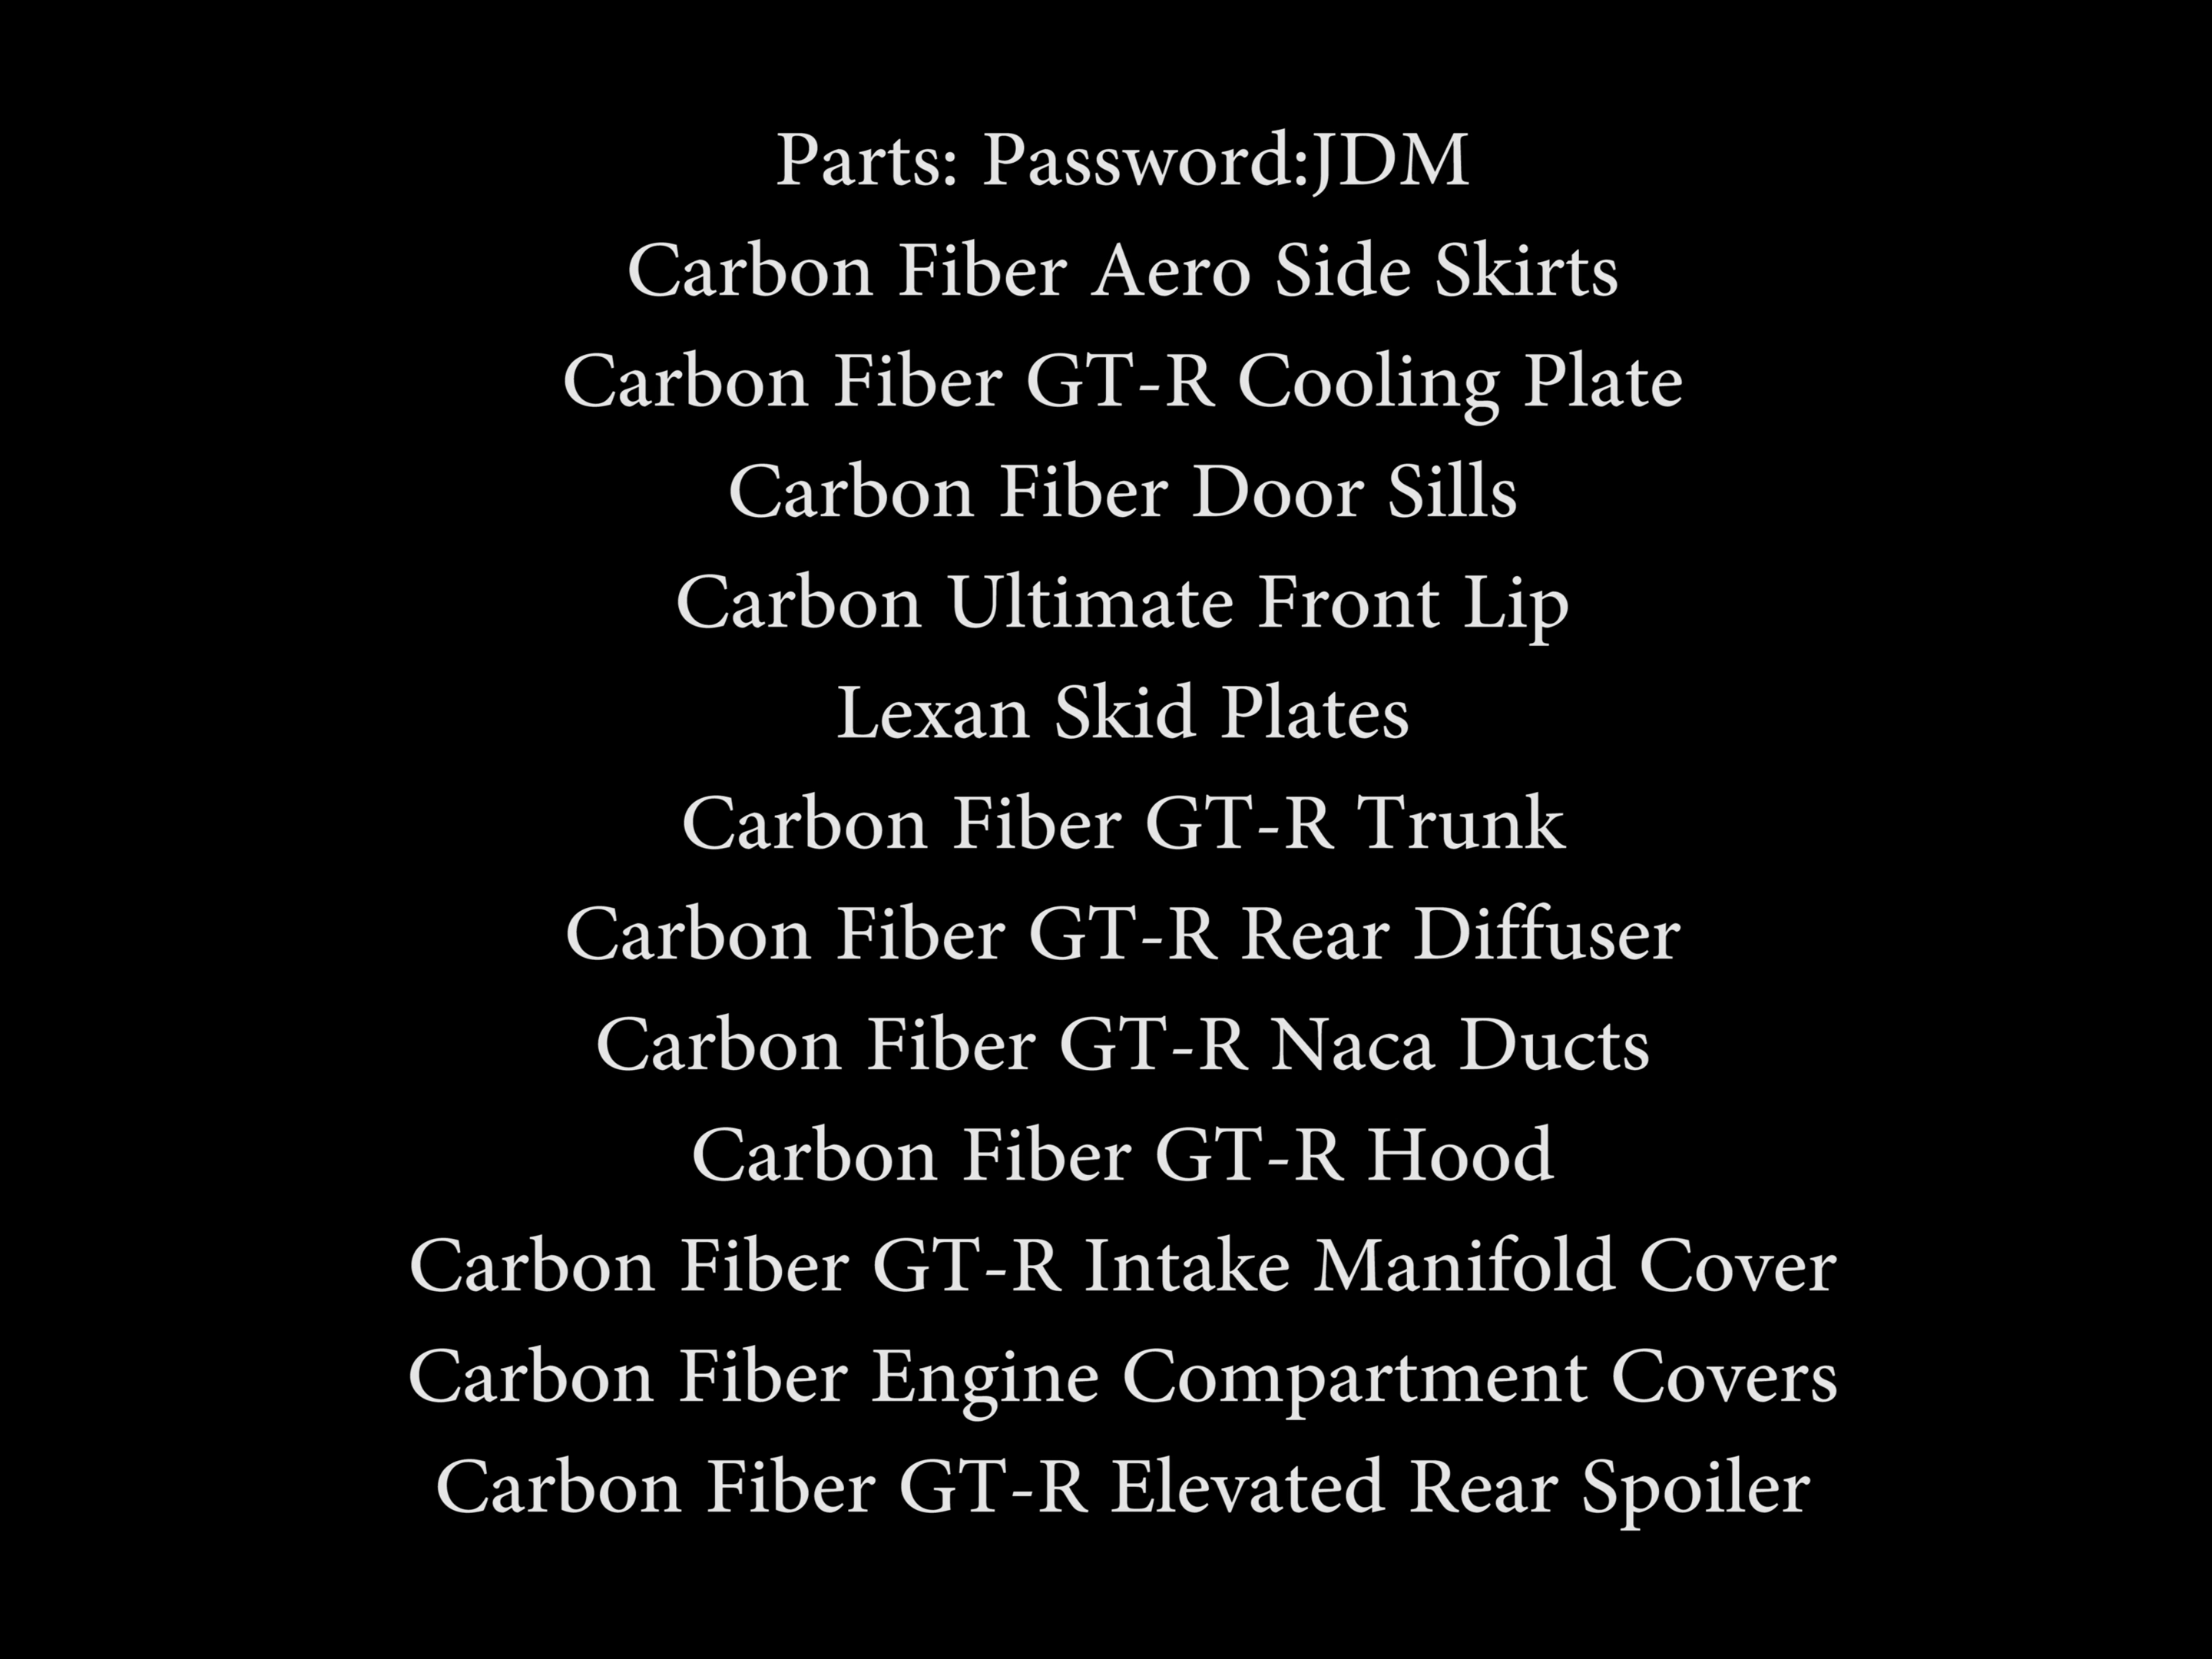 Parts: Password:JDM
Carbon Fiber Aero Side Skirts
Carbon Fiber GT-R Cooling Plate
Carbon Fiber Door Sills
Carbon Ultimate Front Lip
Lexan Skid Plates
Carbon Fiber GT-R Trunk
Carbon Fiber GT-R Rear Diffuser
Carbon Fiber GT-R Naca Ducts
Carbon Fiber GT-R Hood
Carbon Fiber GT-R Intake Manifold Cover
Carbon Fiber Engine Compartment Covers
Carbon Fiber GT-R Elevated Rear Spoiler